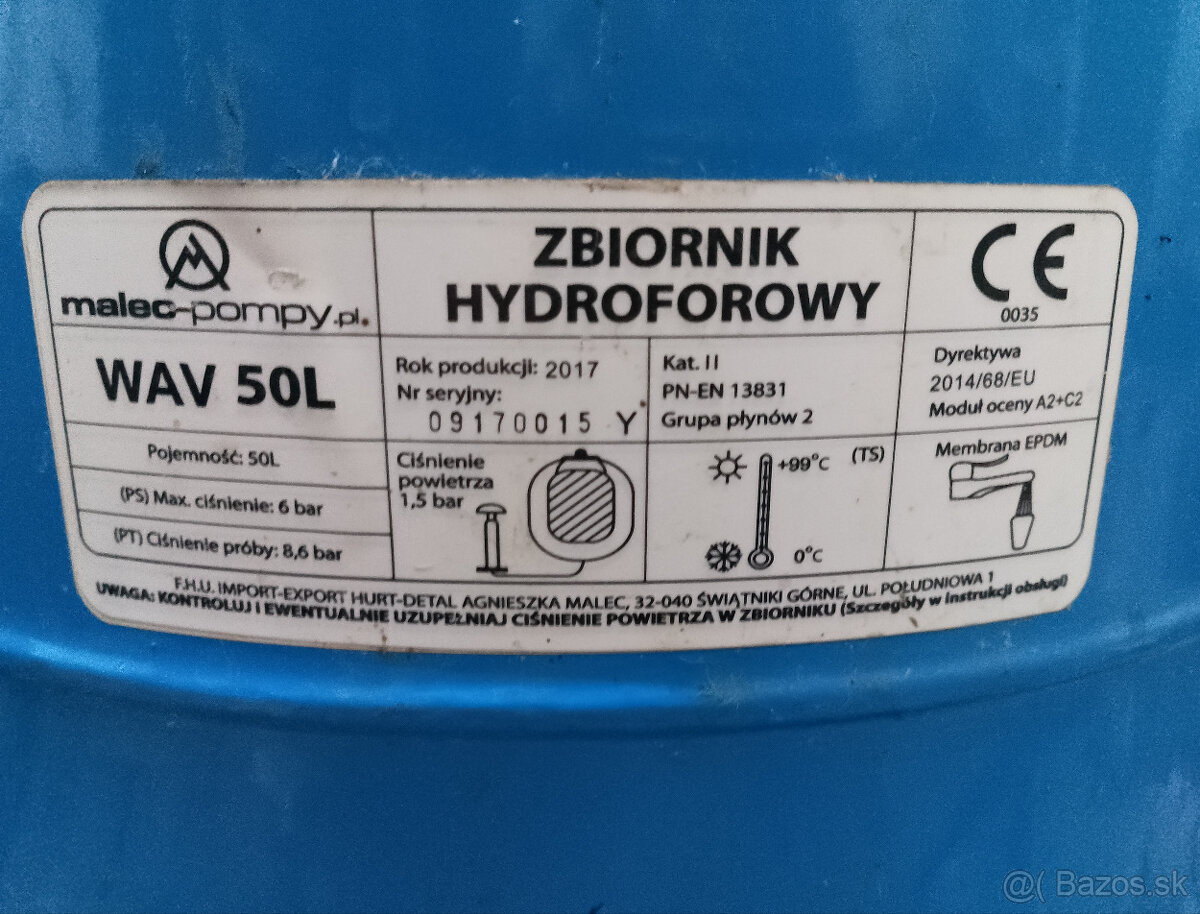 malec-pompy.pl.
ZBIORNIK
HYDROFOROWY
CE
0035
WAV 50L
Rok produkcji: 2017
Nr seryjny:
09170015 Y
Kat. II
PN-EN 13831
Grupa płynów 2
Dyrektywa
2014/68/EU
Moduł oceny A2+C2
Pojemność: 50L
(PS) Max. ciśnienie: 6 bar
(PT) Ciśnienie próby: 8,6 bar
Ciśnienie
powietrza
1,5 bar
+99°C (TS)
0°C
Membrana EPDM
F.H.U. IMPORT-EXPORT HURT-DETAL AGNIESZKA MALEC, 32-040 ŚWIĄTNIKI GÓRNE, UL. POŁUDNIOWA 1
UWAGA: KONTROLUJ I EWENTUALNIE UZUPEŁNIAJ CIŚNIENIE POWIETRZA W ZBIORNIKU (Szczegóły w instrukcji obsługi)
@( Bazos.sk